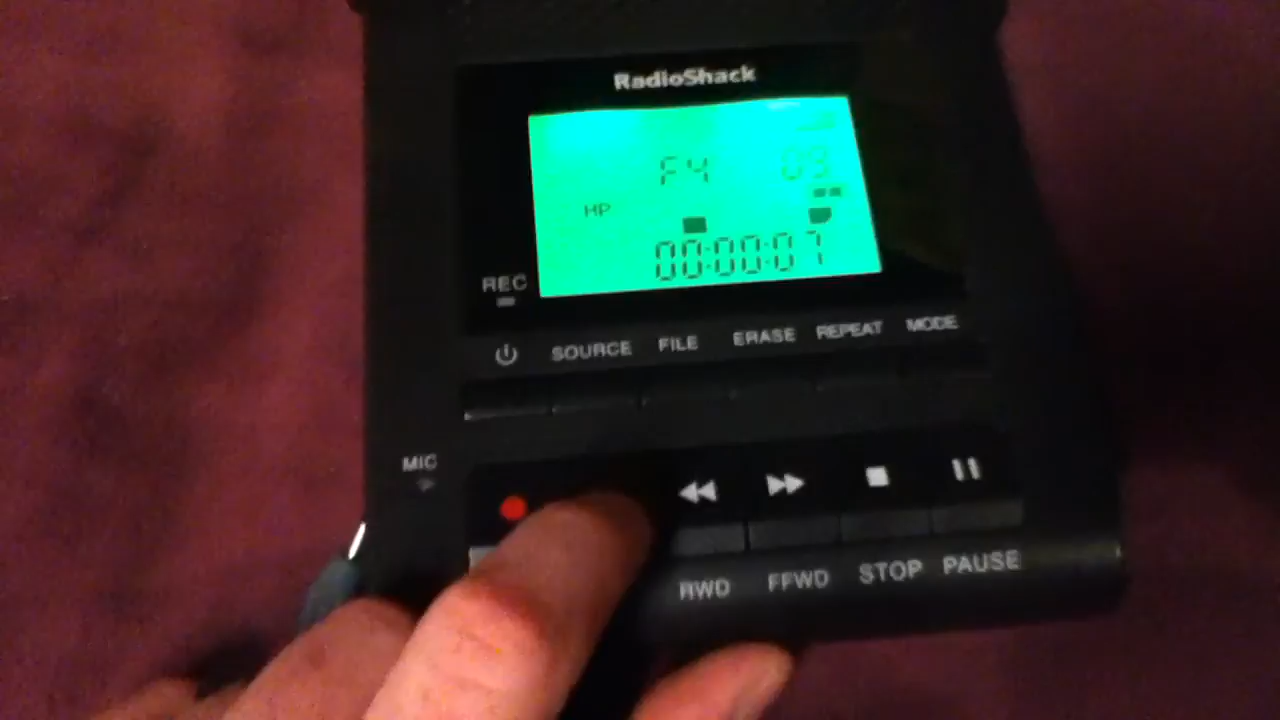 RadioShack
F4 03
HP
00:00:07
REC
SOURCE FILE ERASE REPEAT MODE
MIC
RWD FFWD STOP PAUSE